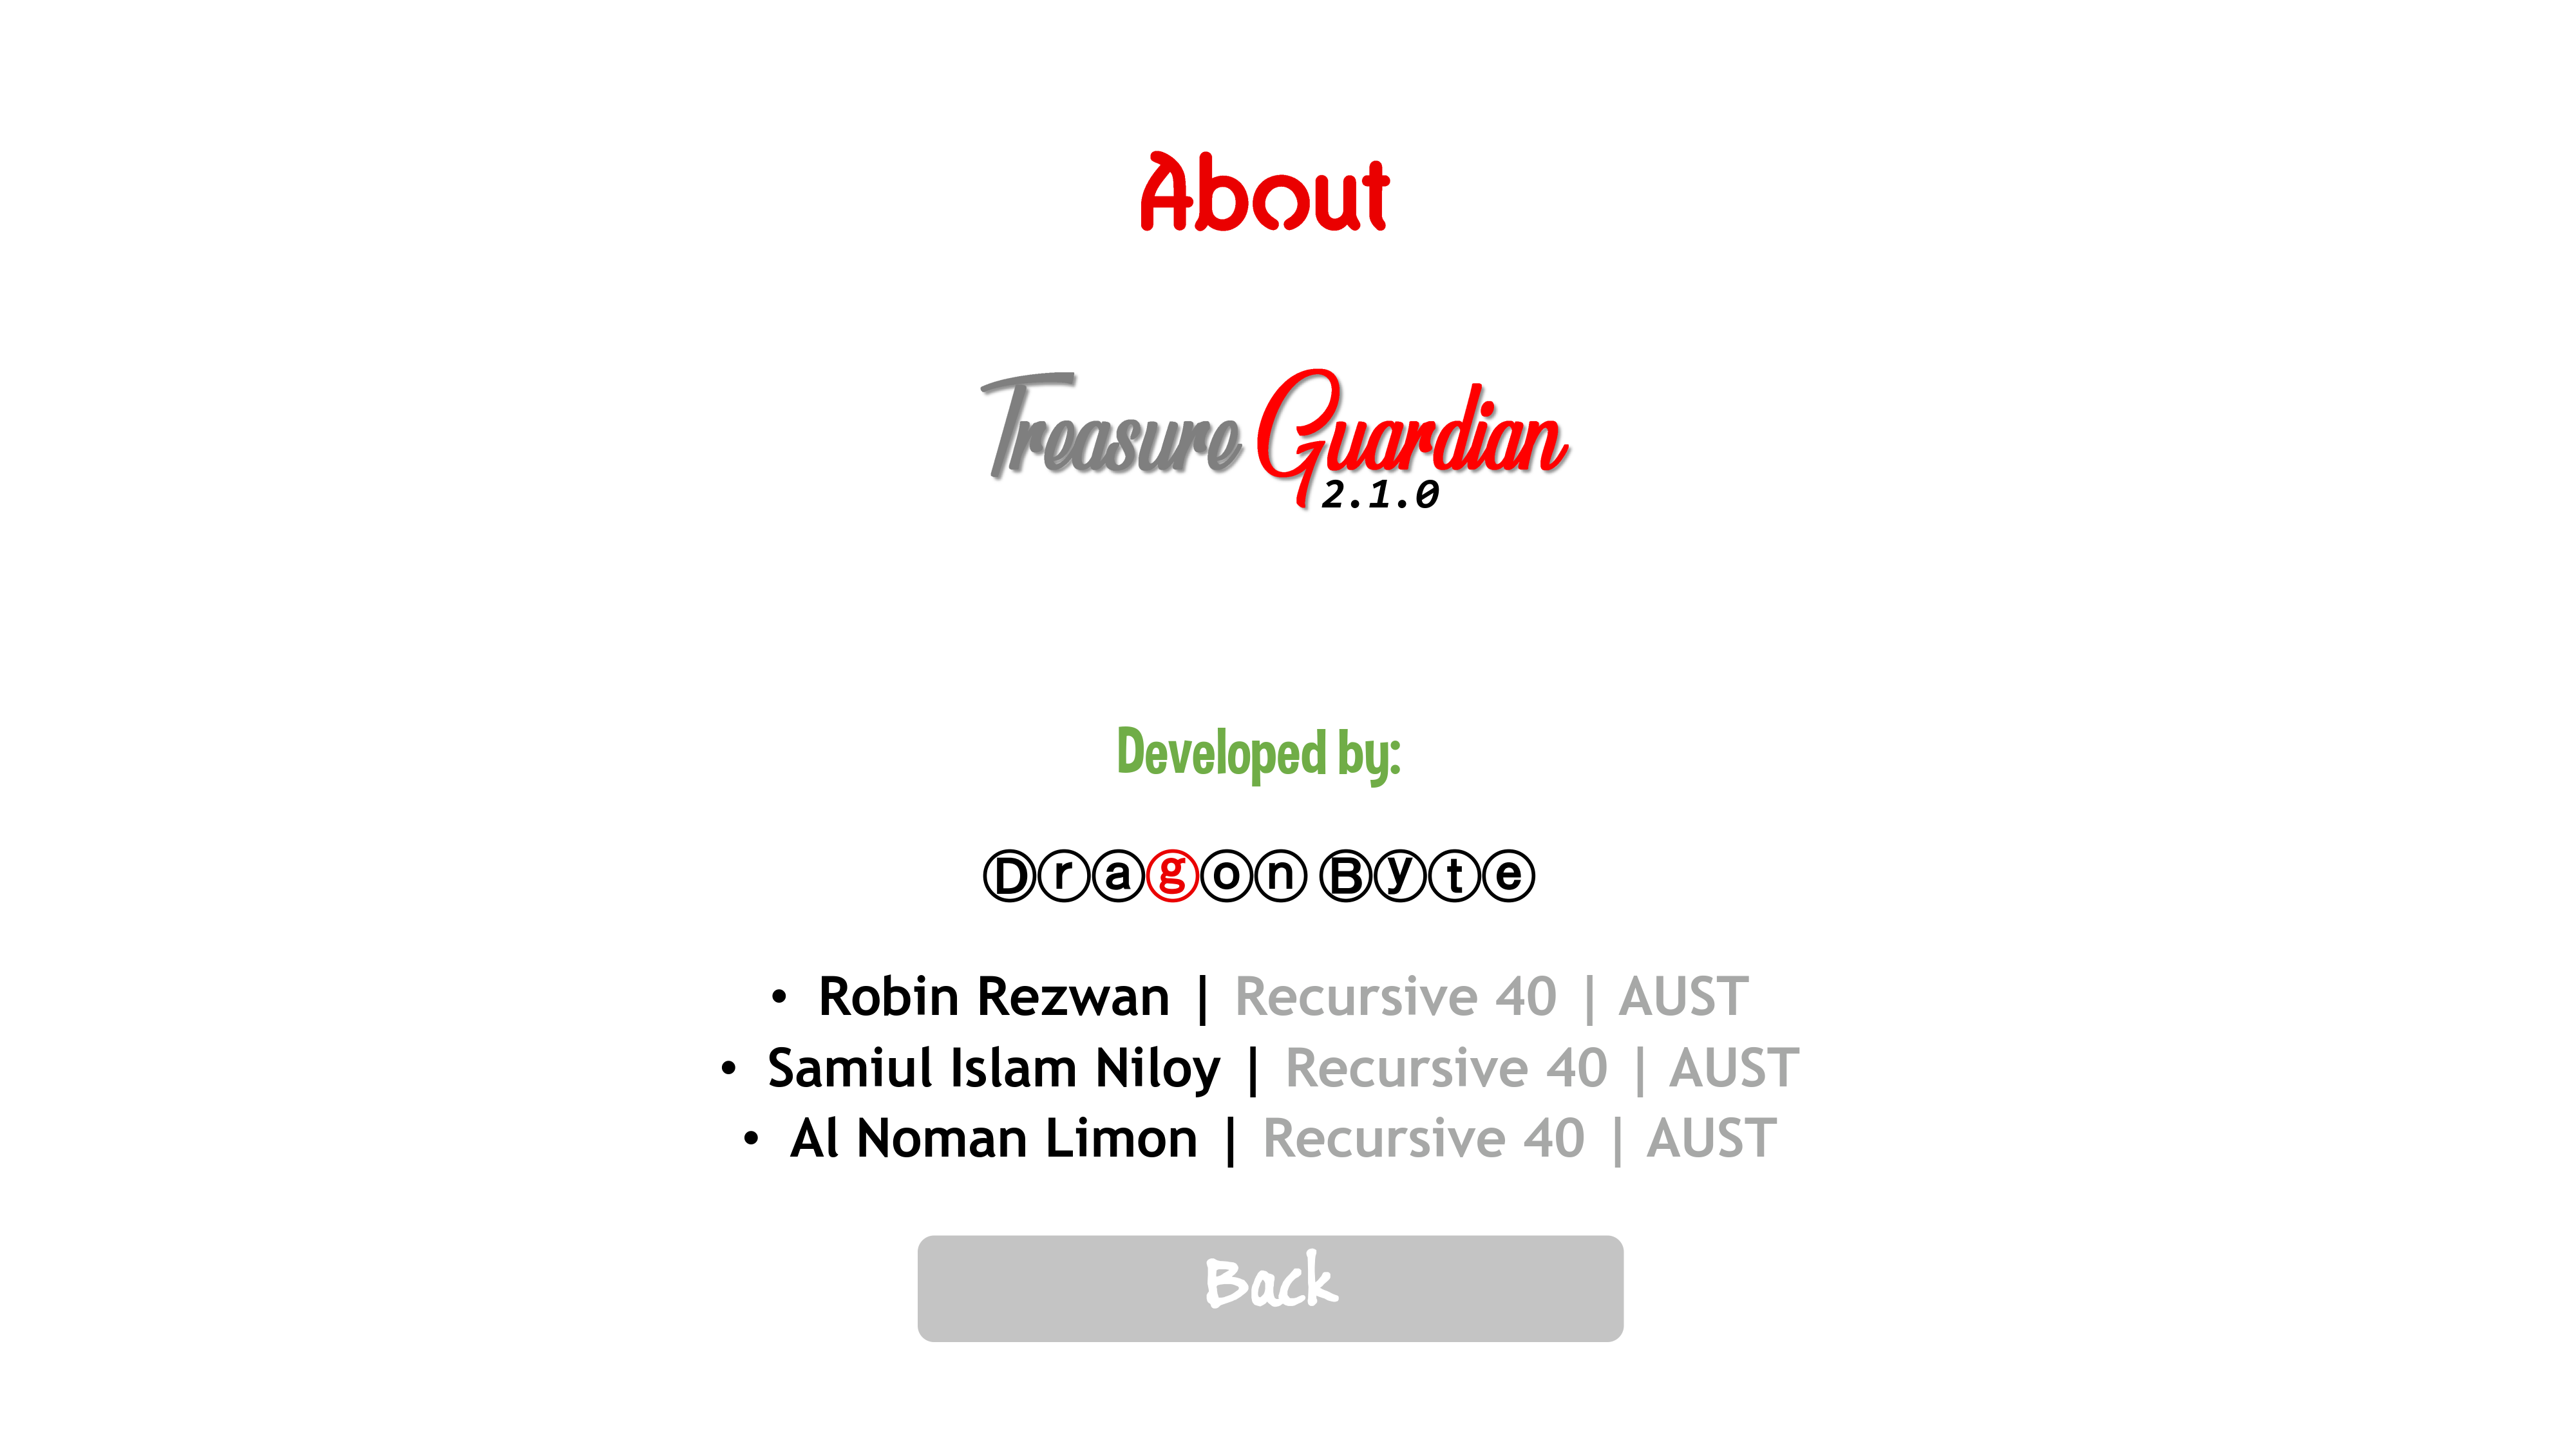 About
Treasure Guardian
2.1.0
Developed by:
Ⓓⓡⓐⓖⓞⓝ Ⓑⓨⓣⓔ
• Robin Rezwan | Recursive 40 | AUST
• Samiul Islam Niloy | Recursive 40 | AUST
• Al Noman Limon | Recursive 40 | AUST
Back